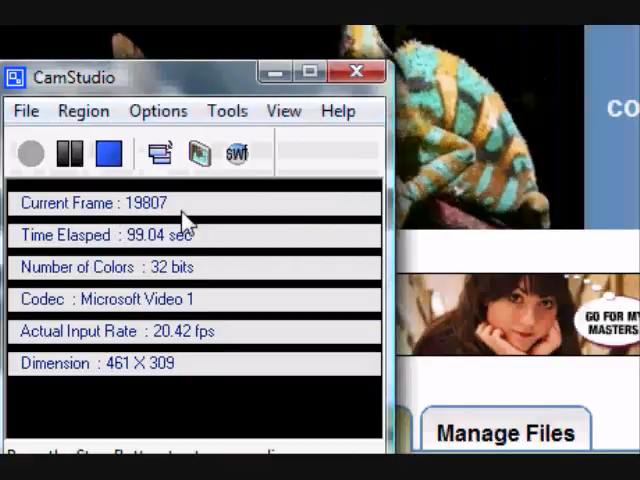 CamStudio
File Region Options Tools View Help
swf
Current Frame : 19807
Time Elasped : 99.04 sec
Number of Colors : 32 bits
Codec : Microsoft Video 1
Actual Input Rate : 20.42 fps
Dimension : 461 X 309
CO
GO FOR MY
MASTERS
Manage Files